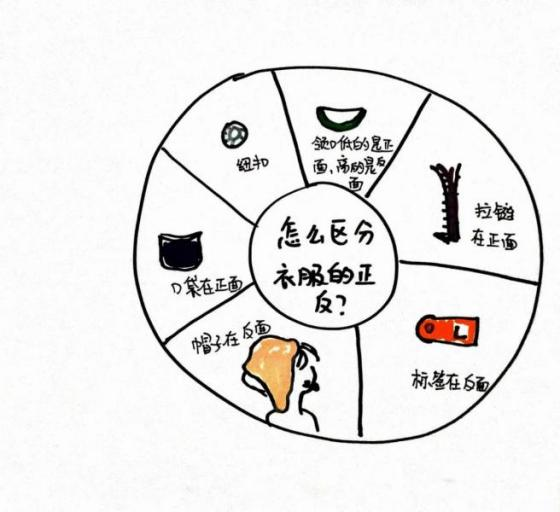 怎么区分
衣服的正
反?
领口低的是正
面,高的是反
面
拉链
在正面
L
标签在反面
帽子在反面
口袋在正面
纽扣